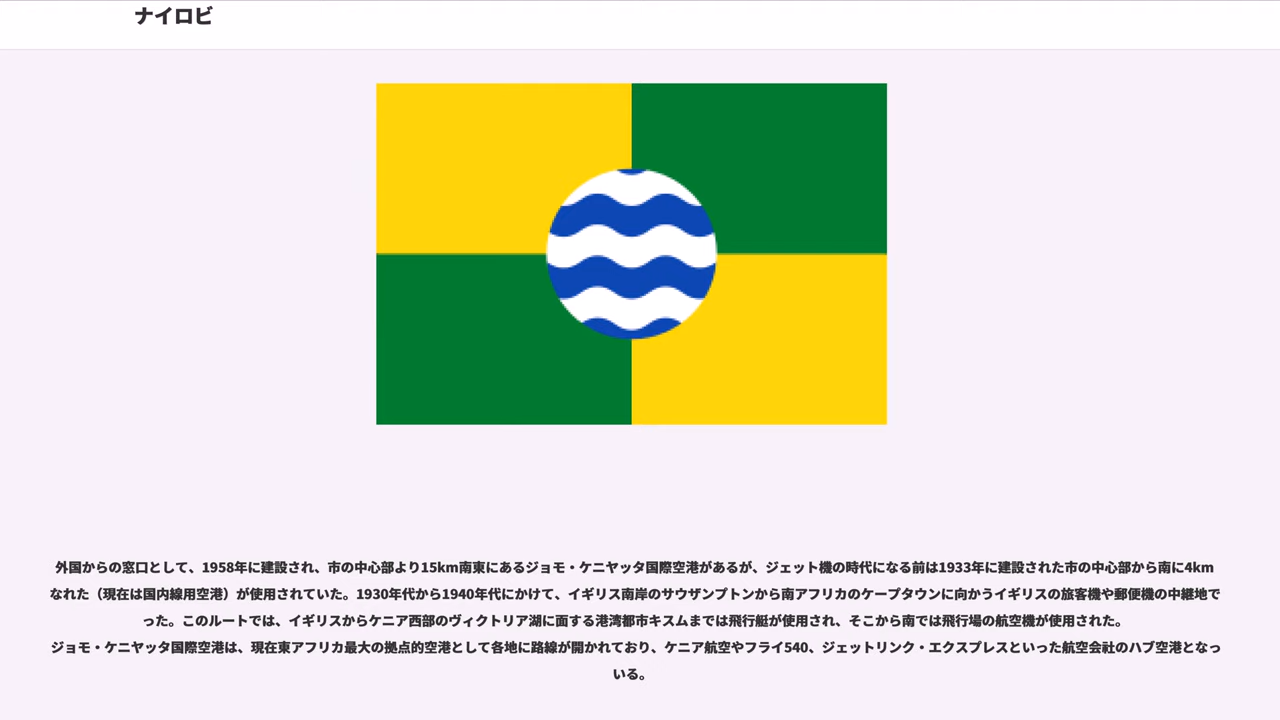 ナイロビ
外国からの窓口として、1958年に建設され、市の中心部より15km南東にあるジョモ・ケニヤッタ国際空港があるが、ジェット機の時代になる前は1933年に建設された市の中心部から南に4km
なれた（現在は国内線用空港）が使用されていた。1930年代から1940年代にかけて、イギリス南岸のサウザンプトンから南アフリカのケープタウンに向かうイギリスの旅客機や郵便機の中継地で
った。このルートでは、イギリスからケニア西部のヴィクトリア湖に面する港湾都市キスムまでは飛行艇が使用され、そこから南では飛行場の航空機が使用された。
ジョモ・ケニヤッタ国際空港は、現在東アフリカ最大の拠点的空港として各地に路線が開かれており、ケニア航空やフライ540、ジェットリンク・エクスプレスといった航空会社のハブ空港となっ
いる。